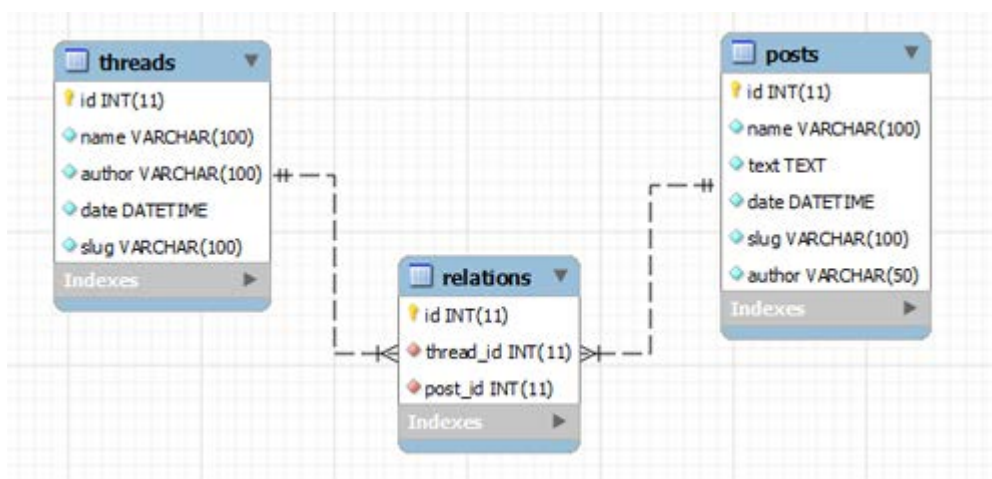 threads
id INT(11)
name VARCHAR(100)
author VARCHAR(100)
date DATETIME
slug VARCHAR(100)
Indexes
relations
id INT(11)
thread_id INT(11)
post_id INT(11)
Indexes
posts
id INT(11)
name VARCHAR(100)
text TEXT
date DATETIME
slug VARCHAR(100)
author VARCHAR(50)
Indexes